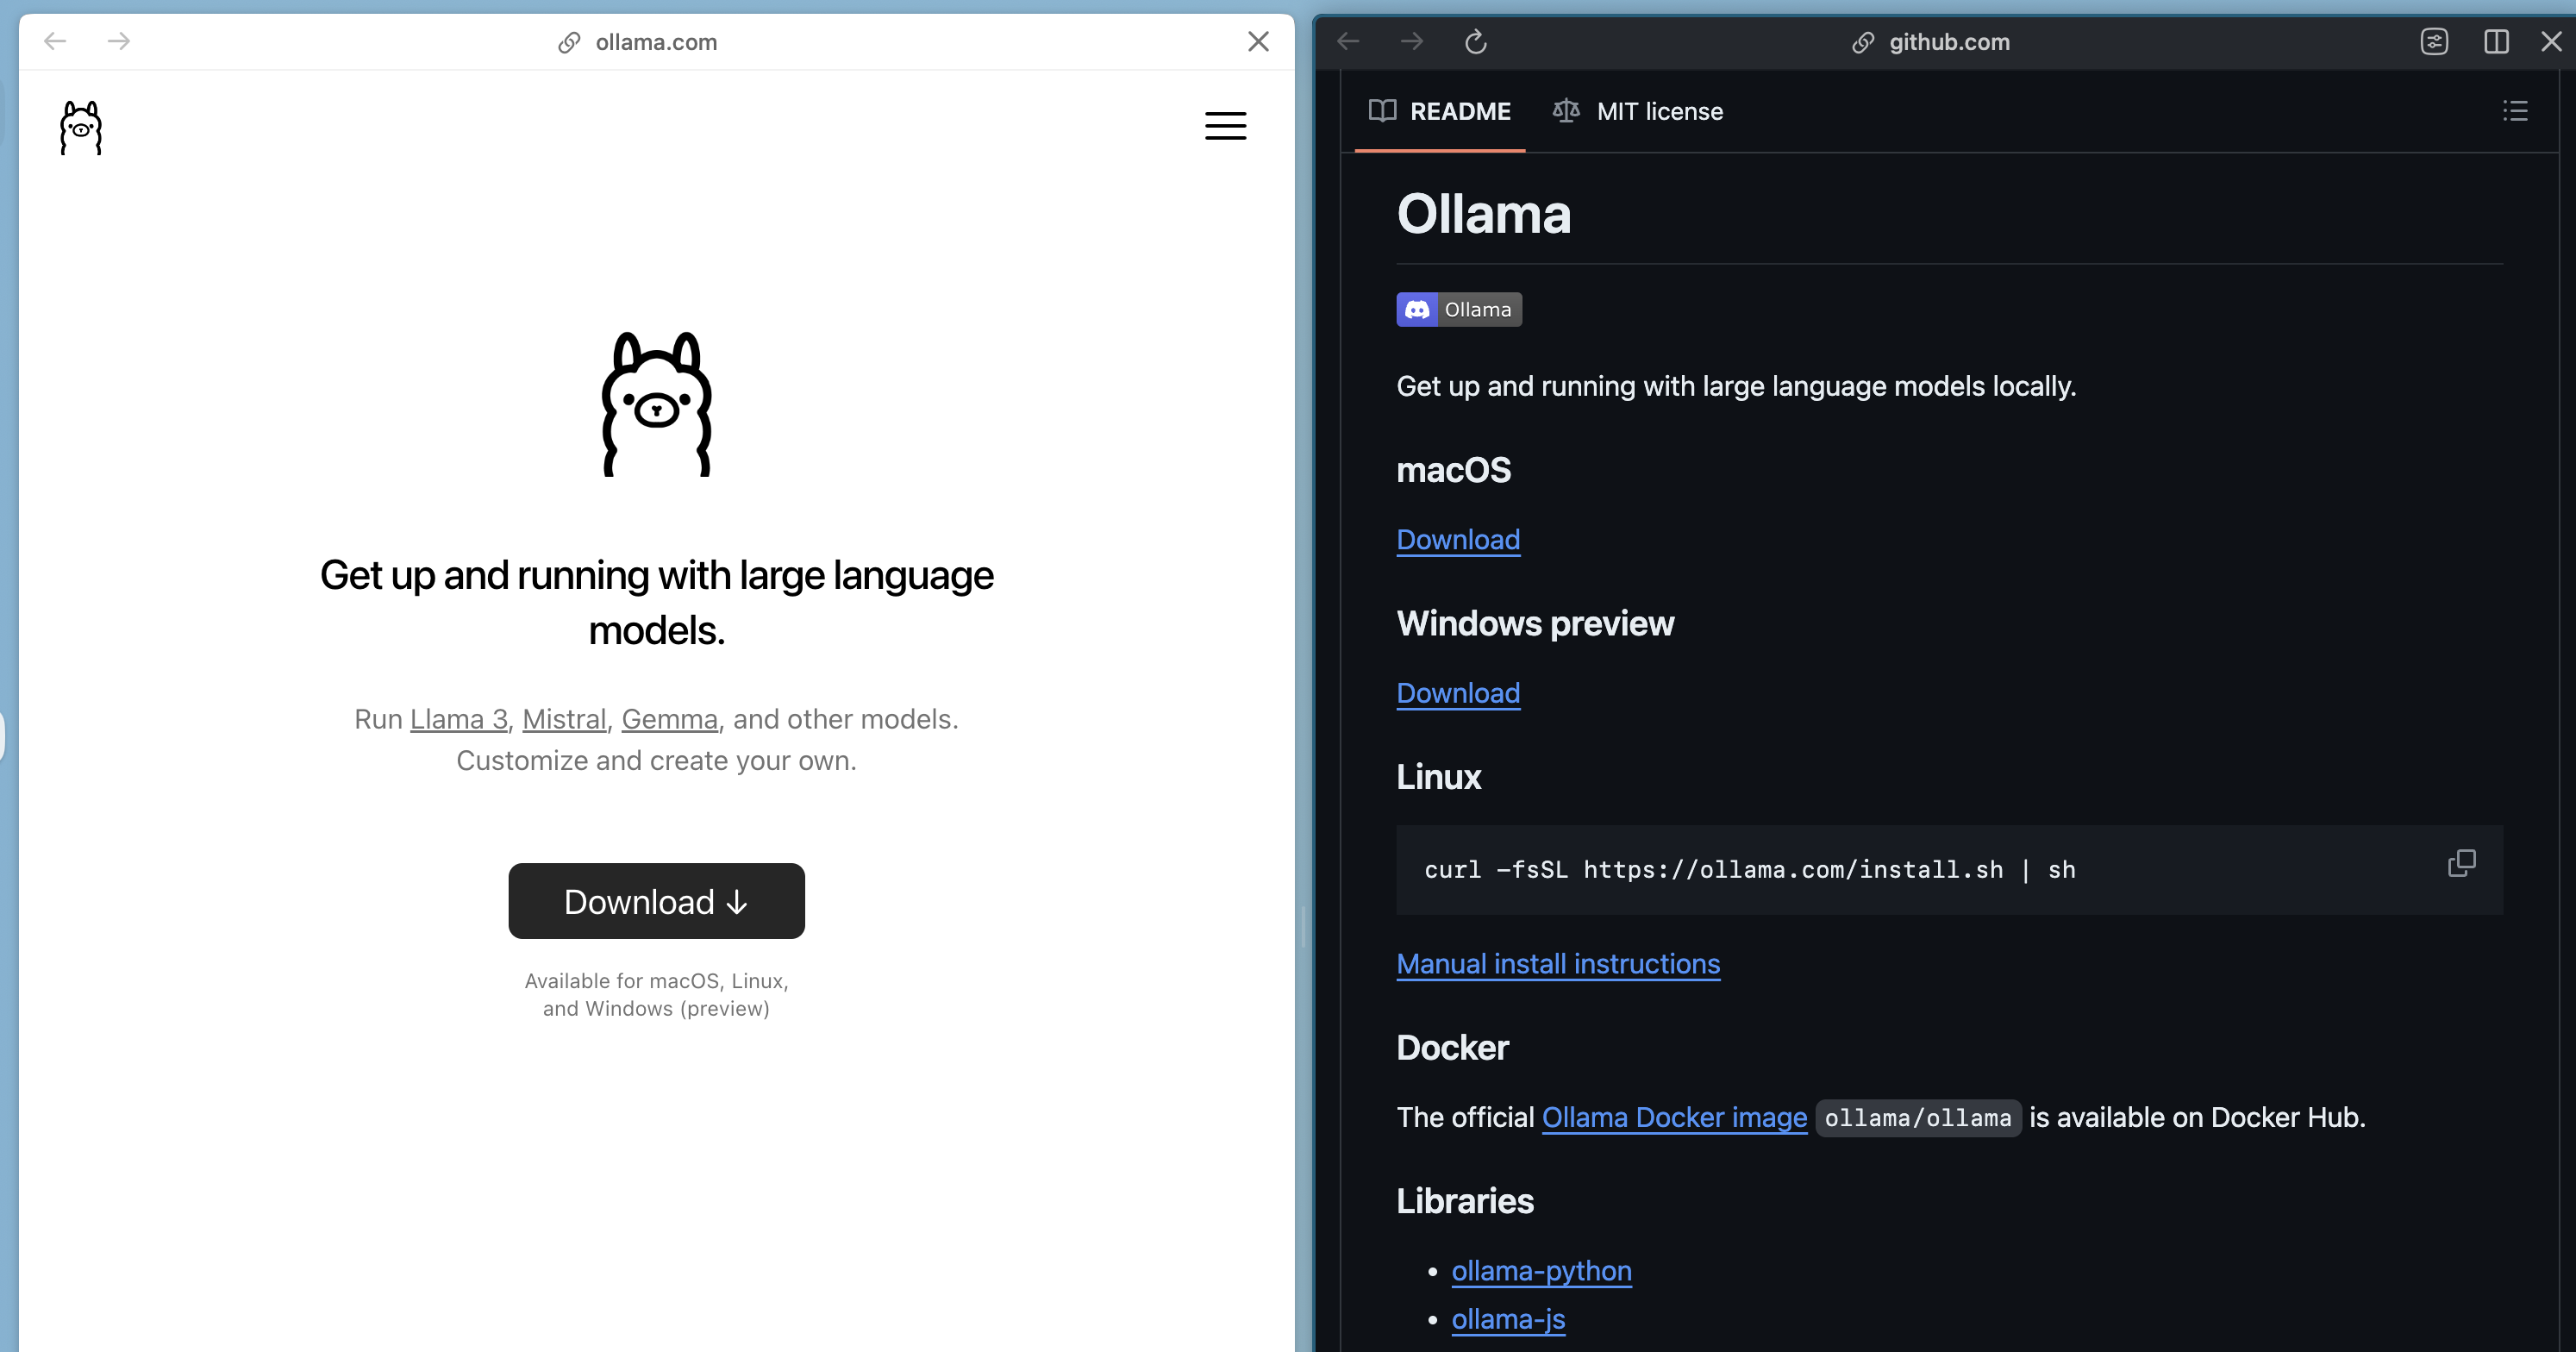 ollama.com
Get up and running with large language
models.
Run Llama 3, Mistral, Gemma, and other models.
Customize and create your own.
Download ↓
Available for macOS, Linux,
and Windows (preview)
github.com
README MIT license
Ollama
Ollama
Get up and running with large language models locally.
macOS
Download
Windows preview
Download
Linux
curl -fsSL https://ollama.com/install.sh | sh
Manual install instructions
Docker
The official Ollama Docker image ollama/ollama is available on Docker Hub.
Libraries
• ollama-python
• ollama-js